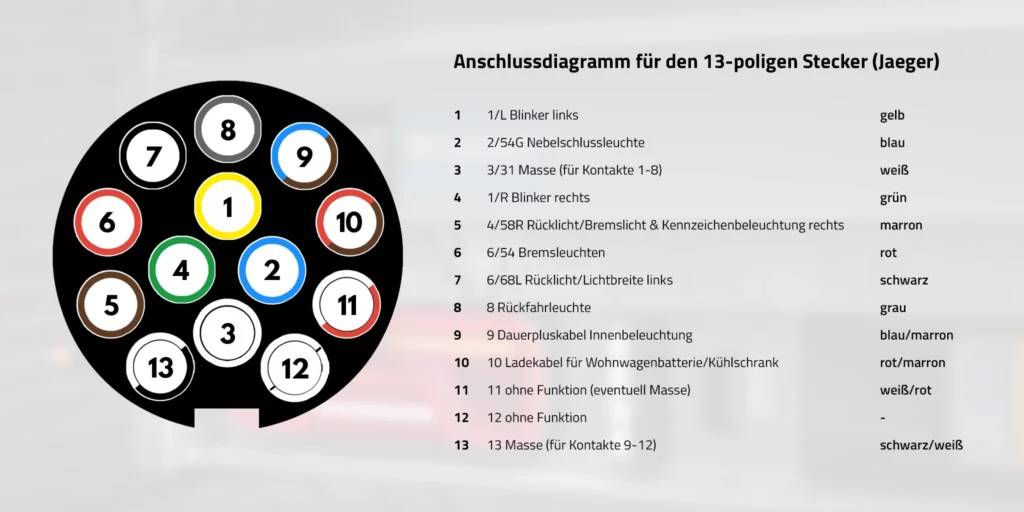 Anschlussdiagramm für den 13-poligen Stecker (Jaeger)
8
7
9
1
6
10
4
2
5
11
3
13
12
1 1/L Blinker links gelb
2 2/54G Nebelschlussleuchte blau
3 3/31 Masse (für Kontakte 1-8) weiß
4 1/R Blinker rechts grün
5 4/58R Rücklicht/Bremslicht & Kennzeichenbeleuchtung rechts marron
6 6/54 Bremsleuchten rot
7 6/68L Rücklicht/Lichtbreite links schwarz
8 8 Rückfahrleuchte grau
9 9 Dauerpluskabel Innenbeleuchtung blau/marron
10 10 Ladekabel für Wohnwagenbatterie/Kühlschrank rot/marron
11 11 ohne Funktion (eventuell Masse) weiß/rot
12 12 ohne Funktion -
13 13 Masse (für Kontakte 9-12) schwarz/weiß